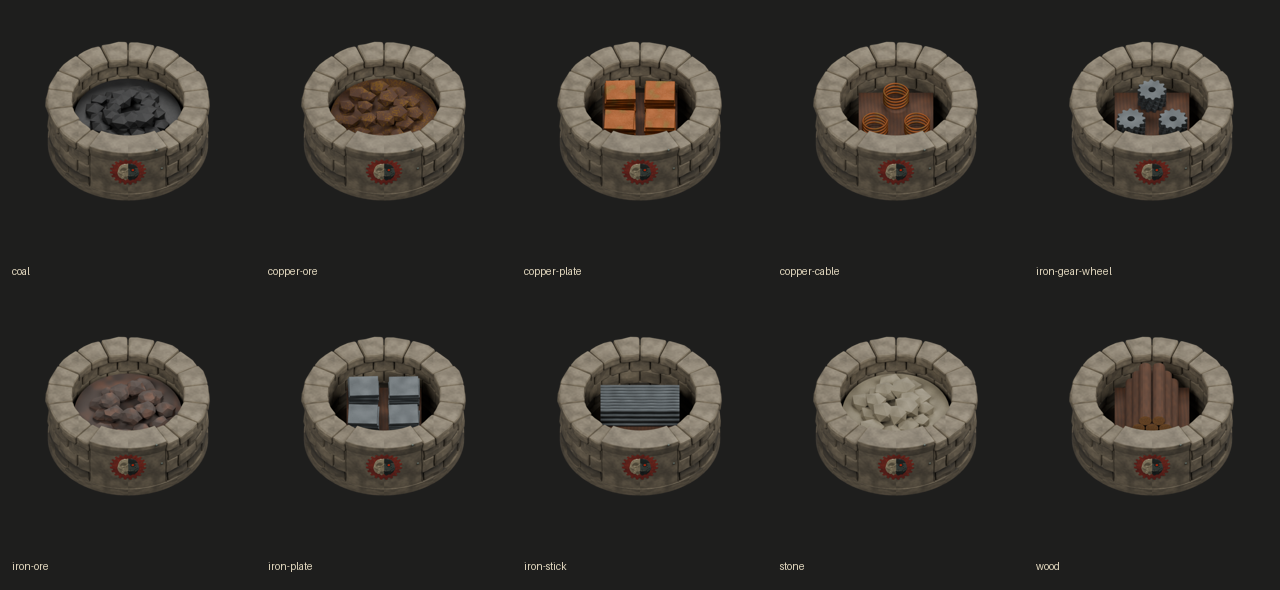 coal
copper-ore
copper-plate
copper-cable
iron-gear-wheel
iron-ore
iron-plate
iron-stick
stone
wood